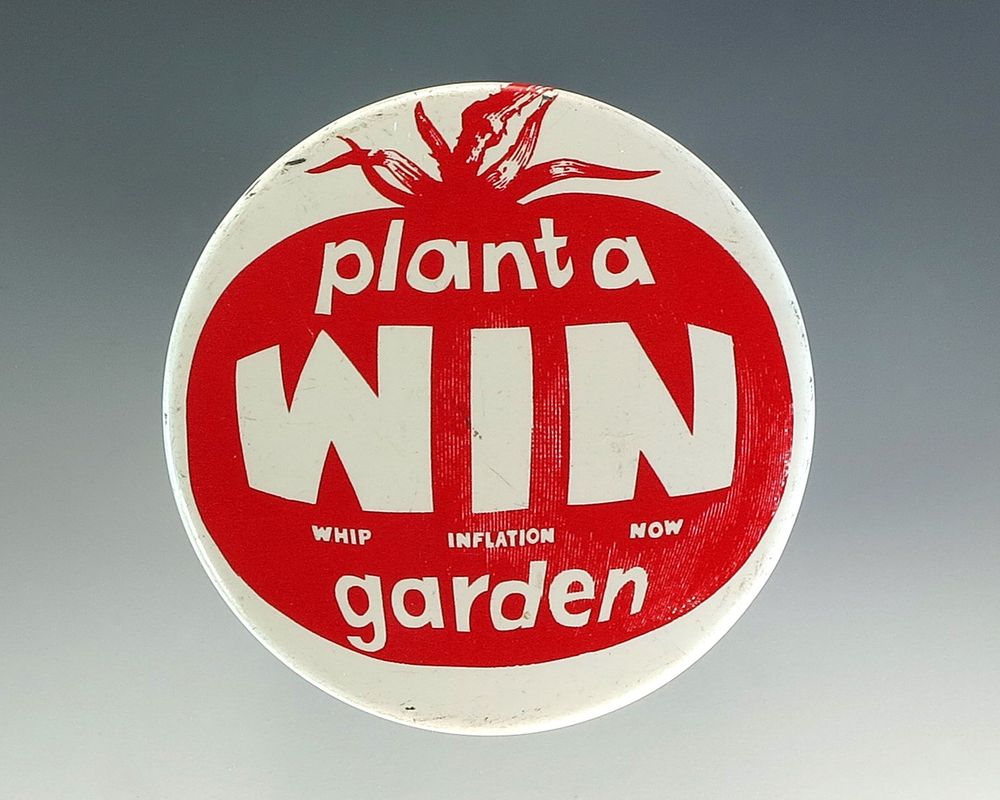 plant a
WIN
WHIP INFLATION NOW
garden